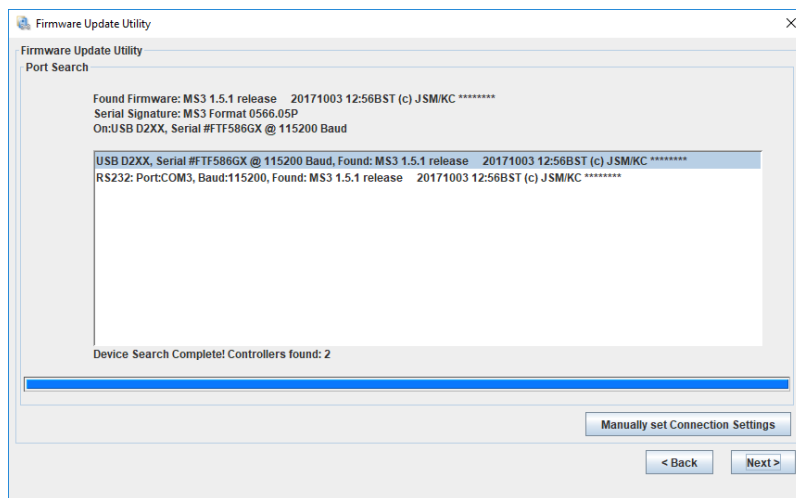 Firmware Update Utility
Firmware Update Utility
Port Search
Found Firmware: MS3 1.5.1 release     20171003 12:56BST (c) JSM/KC ********
Serial Signature: MS3 Format 0566.05P
On:USB D2XX, Serial #FTF586GX @ 115200 Baud
USB D2XX, Serial #FTF586GX @ 115200 Baud, Found: MS3 1.5.1 release     20171003 12:56BST (c) JSM/KC ********
RS232: Port:COM3, Baud:115200, Found: MS3 1.5.1 release     20171003 12:56BST (c) JSM/KC ********
Device Search Complete! Controllers found: 2
Manually set Connection Settings
< Back
Next >